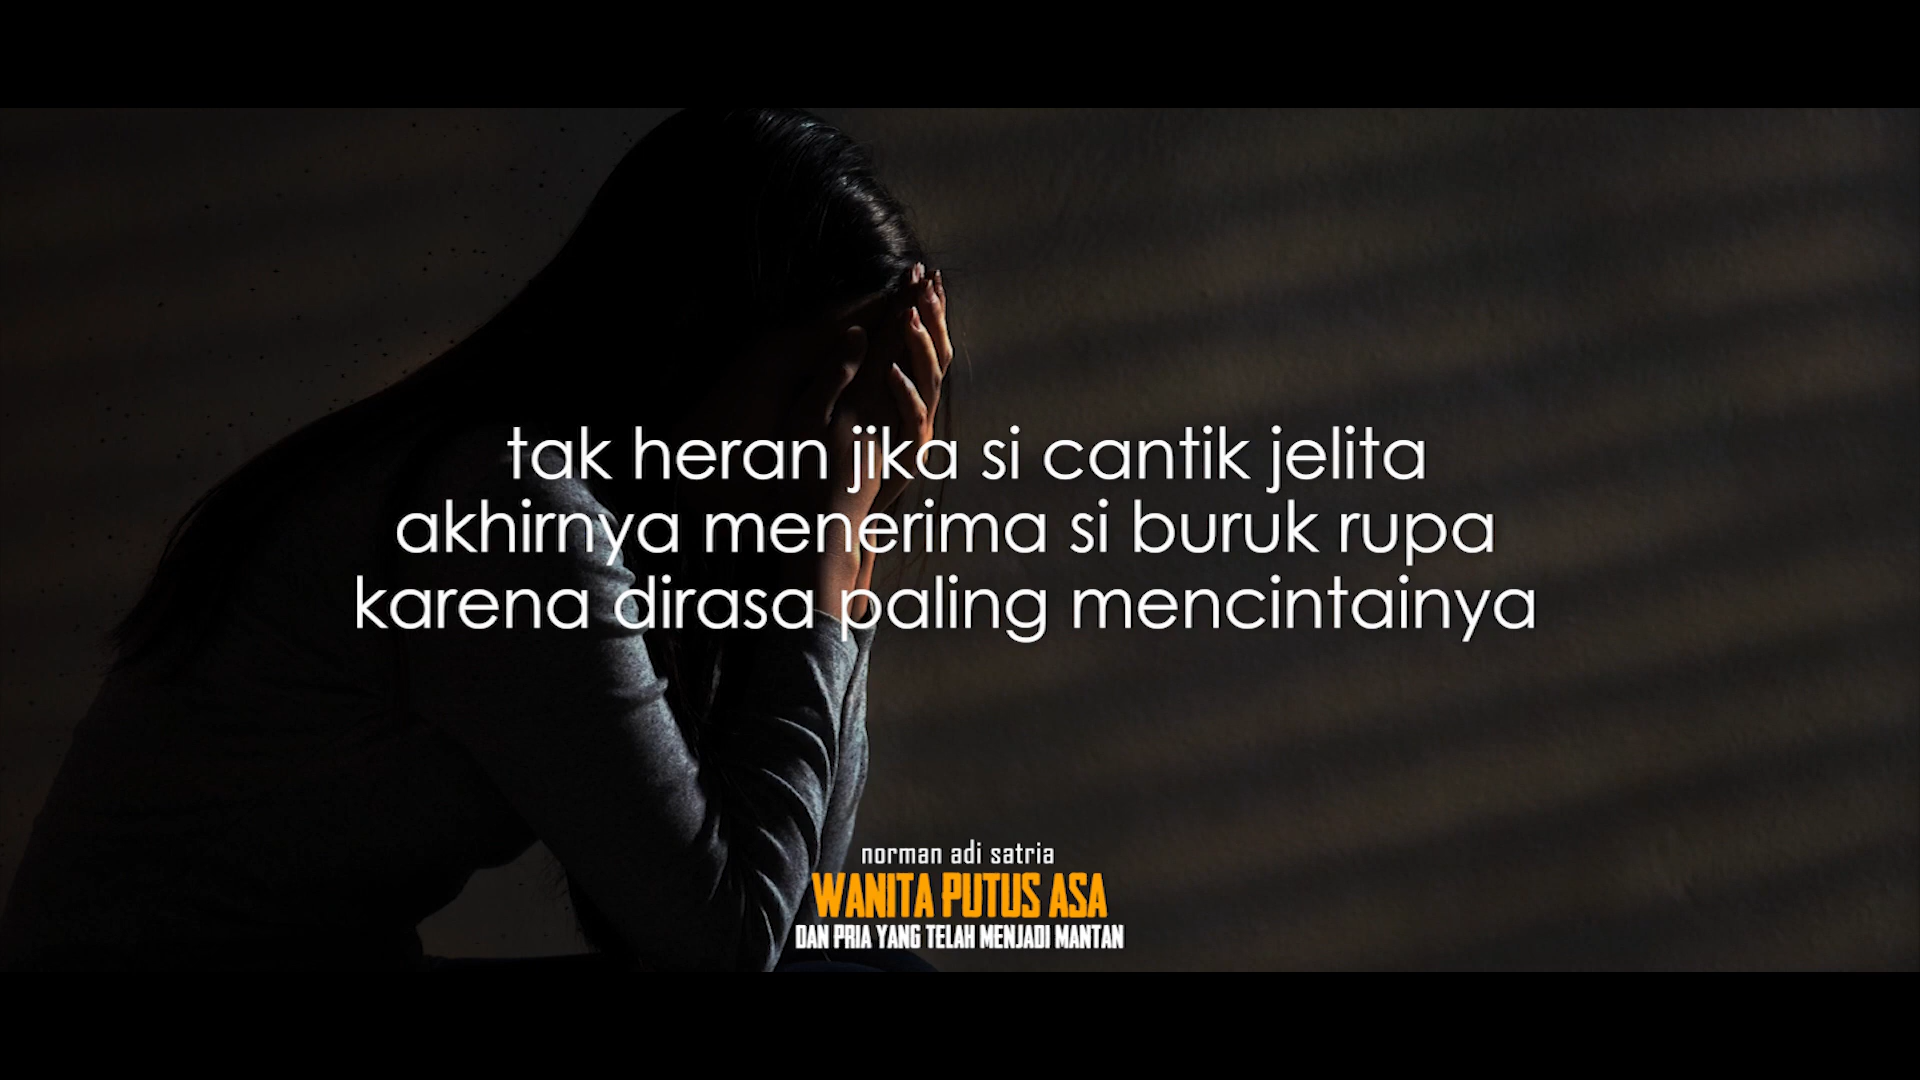 tak heran jika si cantik jelita
akhirnya menerima si buruk rupa
karena dirasa paling mencintainya
norman adi satria
WANITA PUTUS ASA
DAN PRIA YANG TELAH MENJADI MANTAN